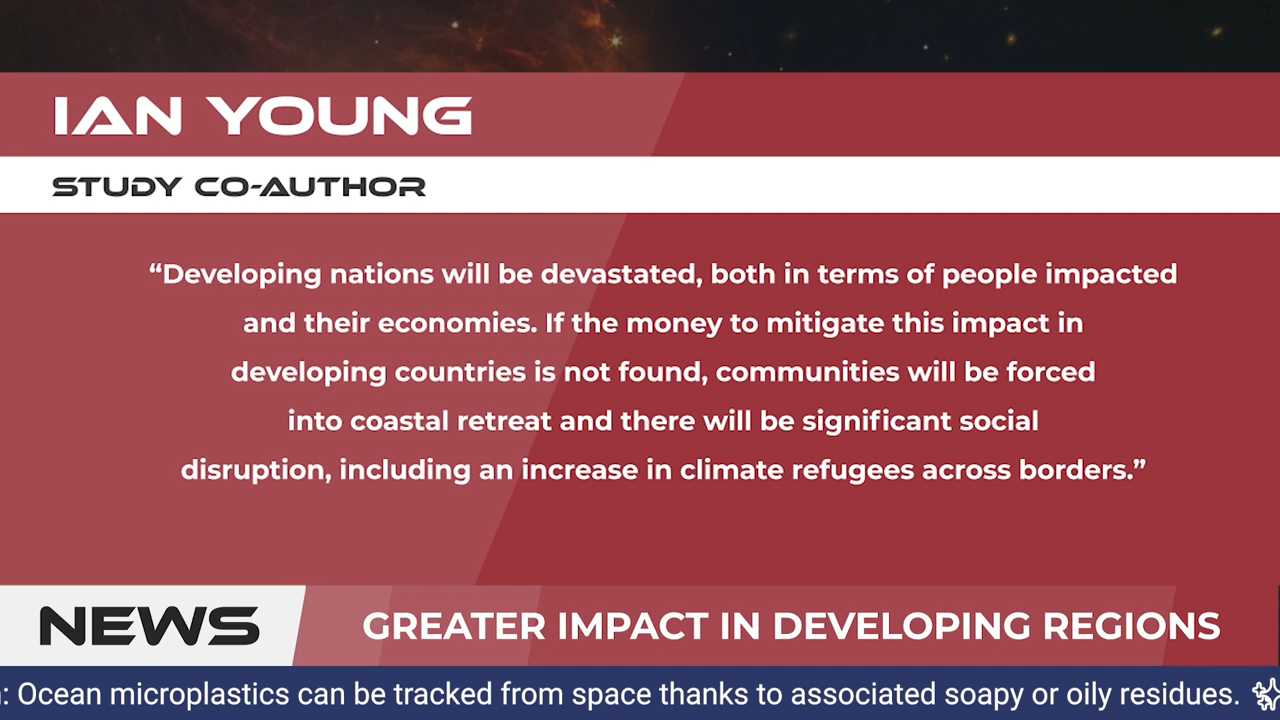 IAN YOUNG
STUDY CO-AUTHOR
“Developing nations will be devastated, both in terms of people impacted
and their economies. If the money to mitigate this impact in
developing countries is not found, communities will be forced
into coastal retreat and there will be significant social
disruption, including an increase in climate refugees across borders.”
NEWS
GREATER IMPACT IN DEVELOPING REGIONS
: Ocean microplastics can be tracked from space thanks to associated soapy or oily residues.